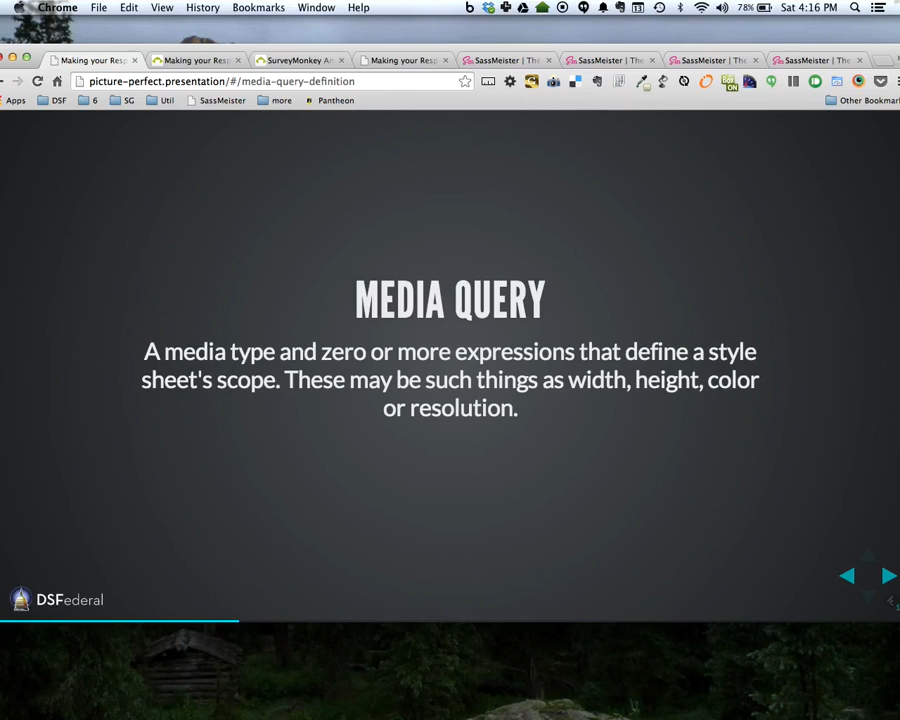 Chrome File Edit View History Bookmarks Window Help 13 78% Sat 4:16 PM
Making your Resp Making your Resp SurveyMonkey An Making your Resp SassMeister | The SassMeister | The SassMeister | The SassMeister | The
picture-perfect.presentation/#/media-query-definition
Apps DSF 6 SG Util SassMeister more Pantheon Other Bookmar
MEDIA QUERY
A media type and zero or more expressions that define a style
sheet's scope. These may be such things as width, height, color
or resolution.
DSFederal